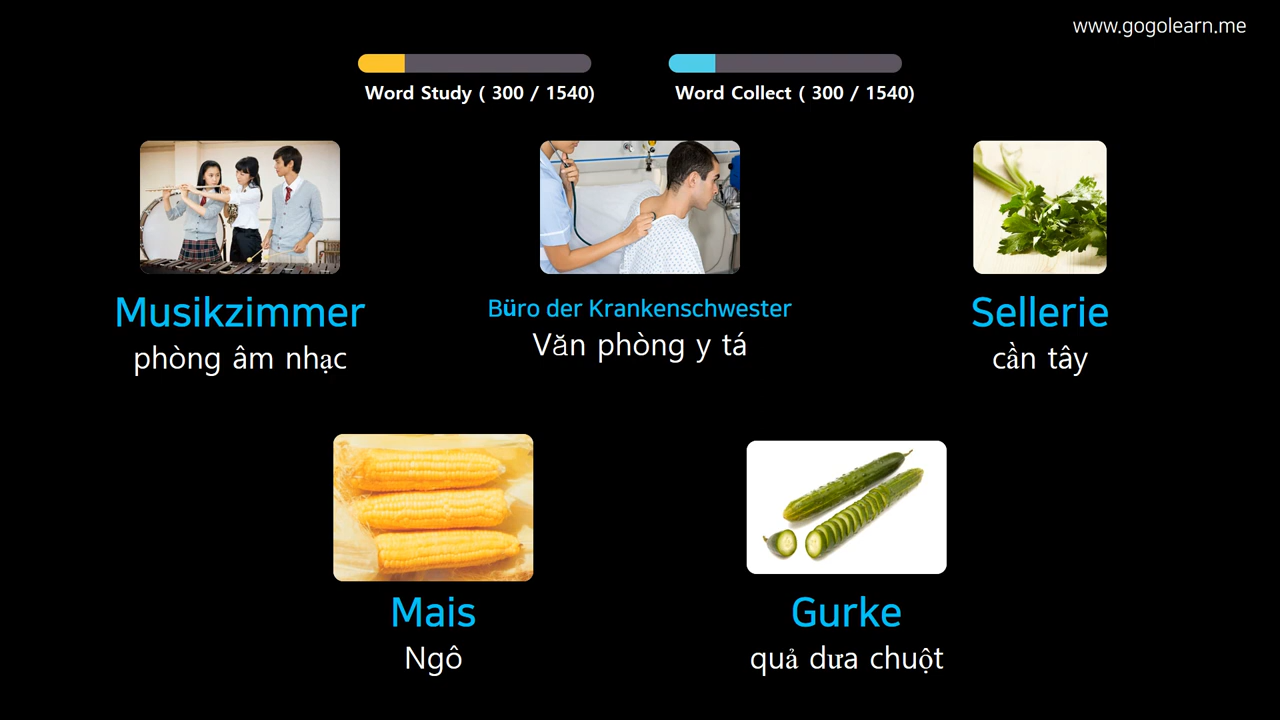 www.gogolearn.me
Word Study ( 300 / 1540)
Word Collect ( 300 / 1540)
Musikzimmer
phòng âm nhạc
Büro der Krankenschwester
Văn phòng y tá
Sellerie
cần tây
Mais
Ngô
Gurke
quả dưa chuột